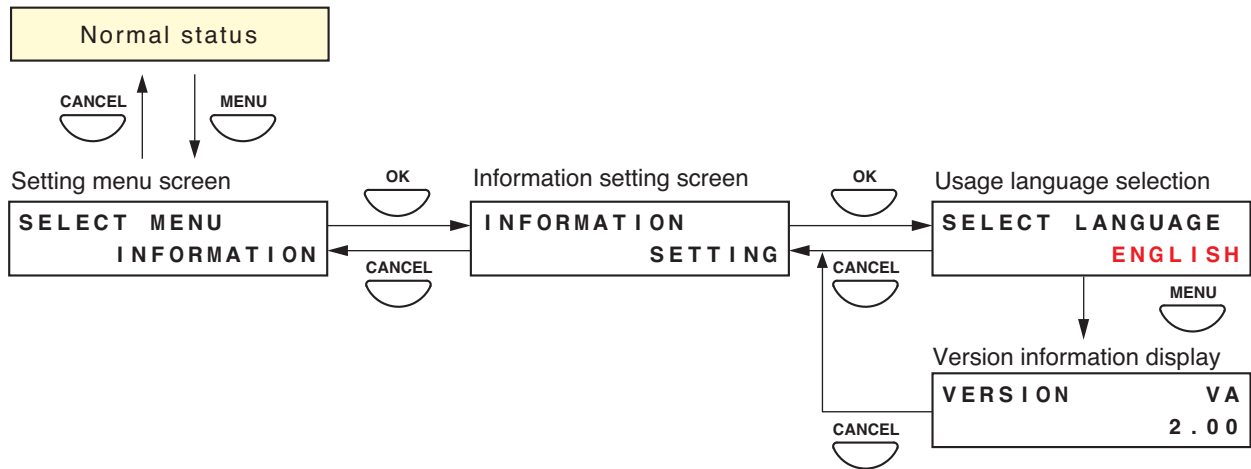 Normal status
CANCEL
MENU
Setting menu screen
SELECT MENU
INFORMATION
OK
CANCEL
Information setting screen
INFORMATION
SETTING
OK
CANCEL
Usage language selection
SELECT LANGUAGE
ENGLISH
MENU
Version information display
VERSION VA
2.00
CANCEL